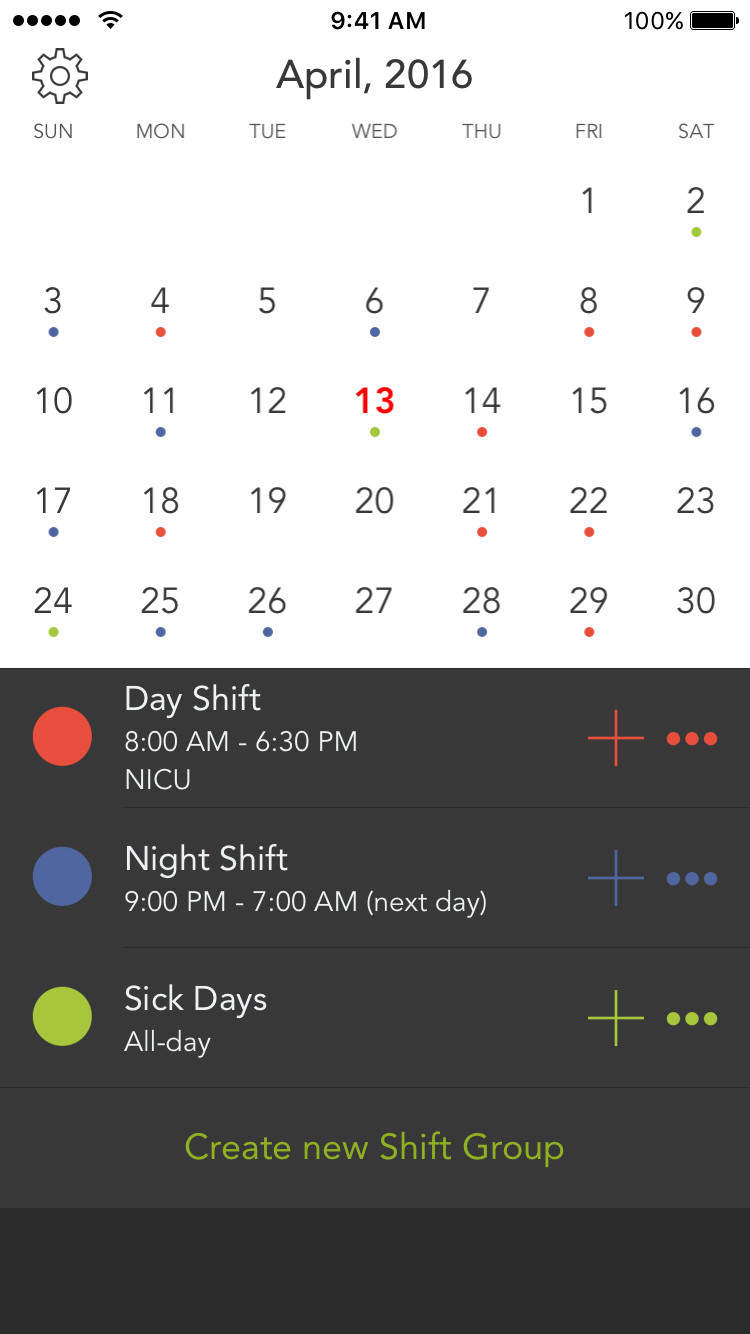 9:41 AM 100%
April, 2016
SUN MON TUE WED THU FRI SAT
1 2
3 4 5 6 7 8 9
10 11 12 13 14 15 16
17 18 19 20 21 22 23
24 25 26 27 28 29 30
Day Shift
8:00 AM - 6:30 PM
NICU
Night Shift
9:00 PM - 7:00 AM (next day)
Sick Days
All-day
Create new Shift Group